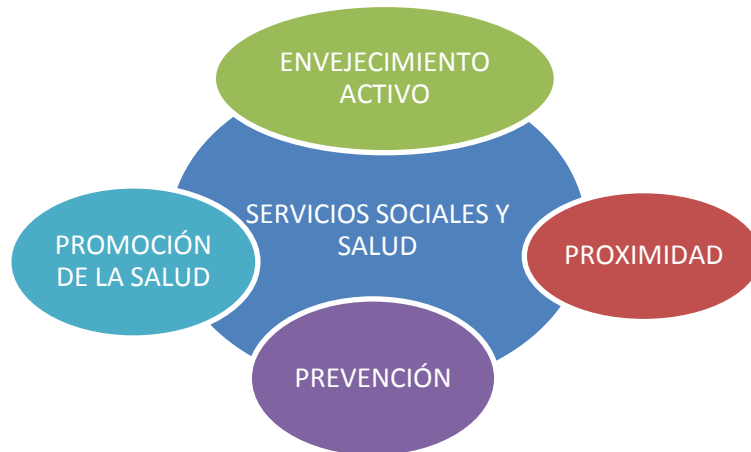 ENVEJECIMIENTO
ACTIVO
SERVICIOS SOCIALES Y
SALUD
PROMOCIÓN
DE LA SALUD
PROXIMIDAD
PREVENCIÓN